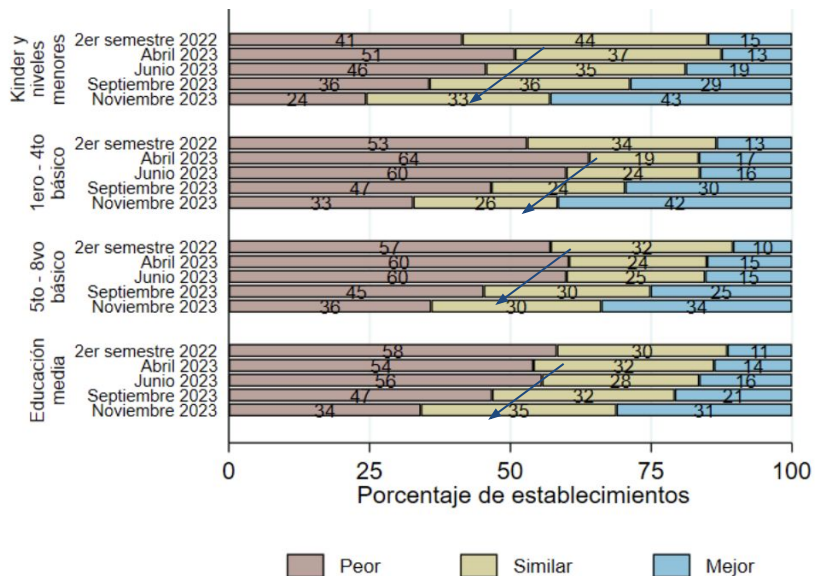 Kinder y
niveles
menores
2er semestre 2022 41 44 15
Abril 2023 51 37 13
Junio 2023 46 35 19
Septiembre 2023 36 36 29
Noviembre 2023 24 33 43
1ero - 4to
básico
2er semestre 2022 53 34 13
Abril 2023 64 19 17
Junio 2023 60 24 16
Septiembre 2023 47 24 30
Noviembre 2023 33 26 42
5to - 8vo
básico
2er semestre 2022 57 32 10
Abril 2023 60 24 15
Junio 2023 60 25 15
Septiembre 2023 45 30 25
Noviembre 2023 36 30 34
Educación
media
2er semestre 2022 58 30 11
Abril 2023 54 32 14
Junio 2023 56 28 16
Septiembre 2023 47 32 21
Noviembre 2023 34 35 31
0 25 50 75 100
Porcentaje de establecimientos
Peor Similar Mejor